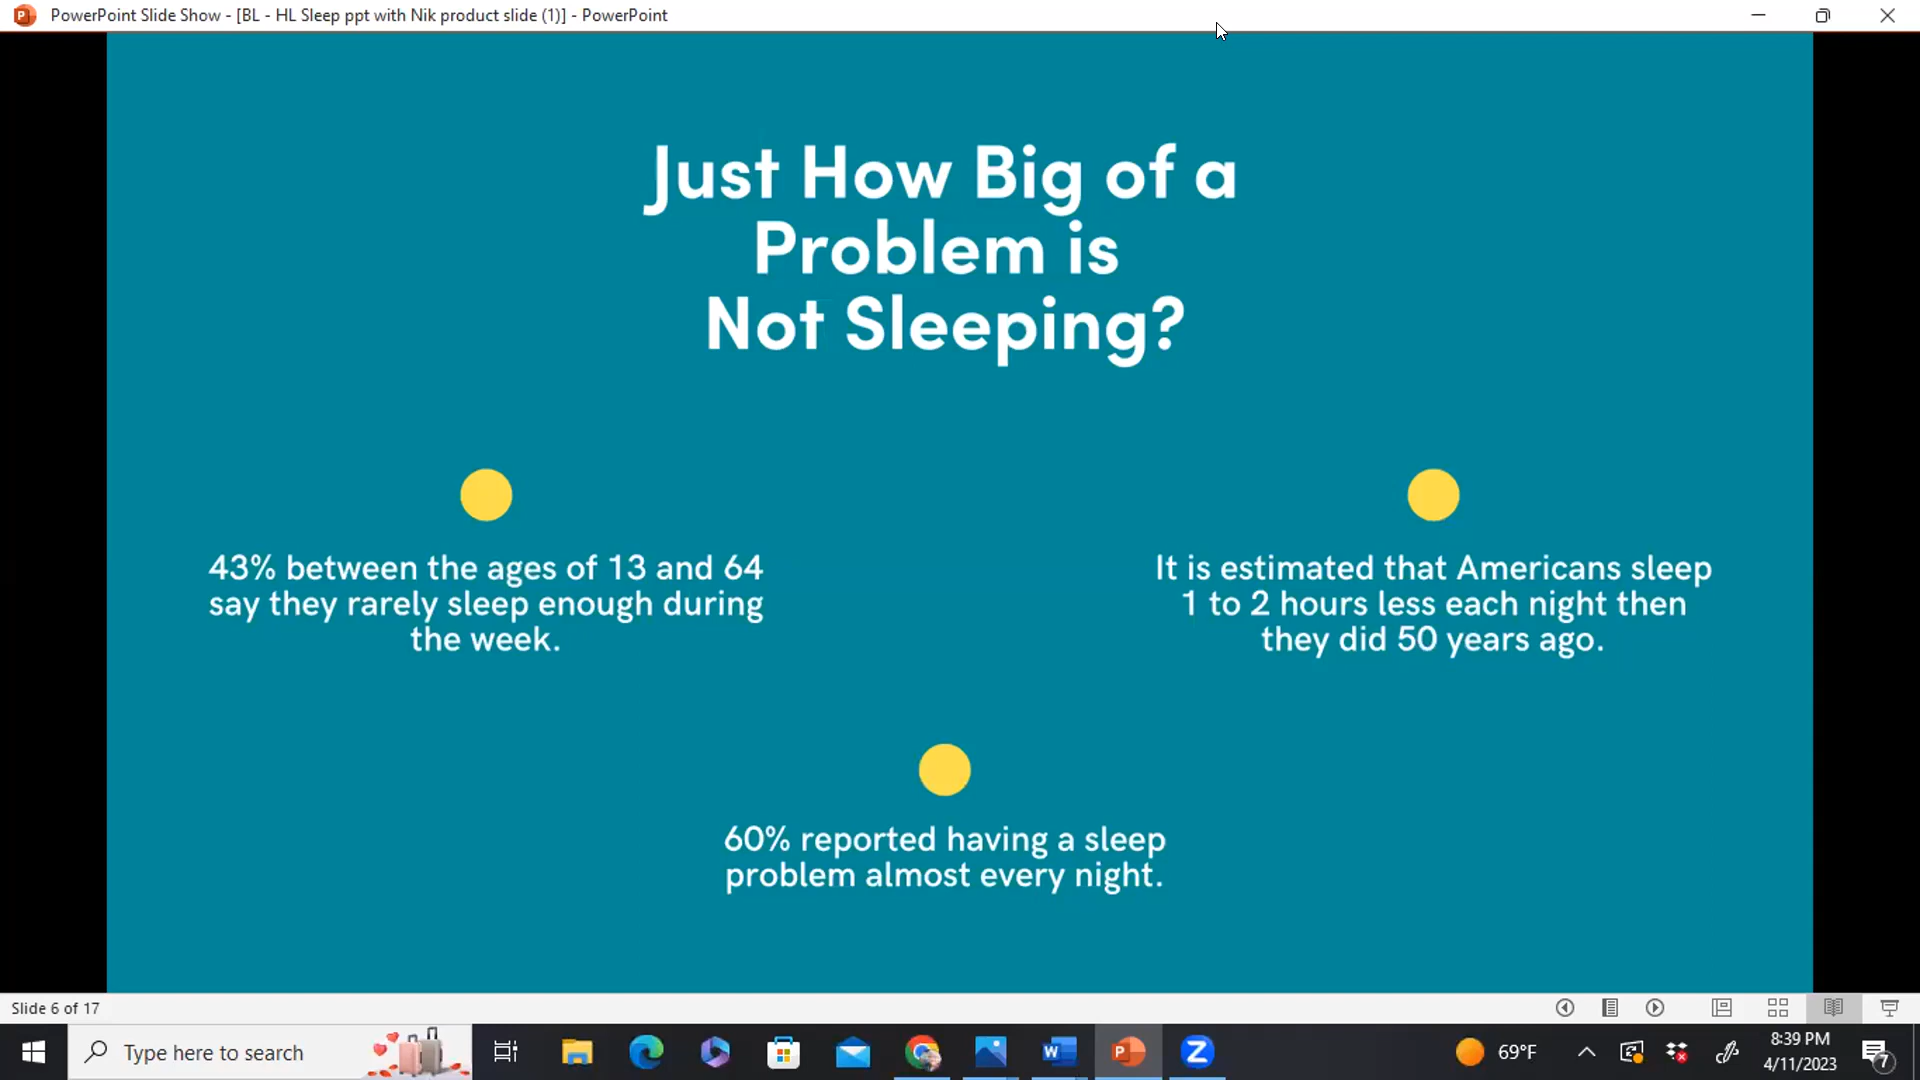 PowerPoint Slide Show - [BL - HL Sleep ppt with Nik product slide (1)] - PowerPoint
Just How Big of a
Problem is
Not Sleeping?
43% between the ages of 13 and 64
say they rarely sleep enough during
the week.
It is estimated that Americans sleep
1 to 2 hours less each night then
they did 50 years ago.
60% reported having a sleep
problem almost every night.
Slide 6 of 17
Type here to search
69°F
8:39 PM
4/11/2023
7